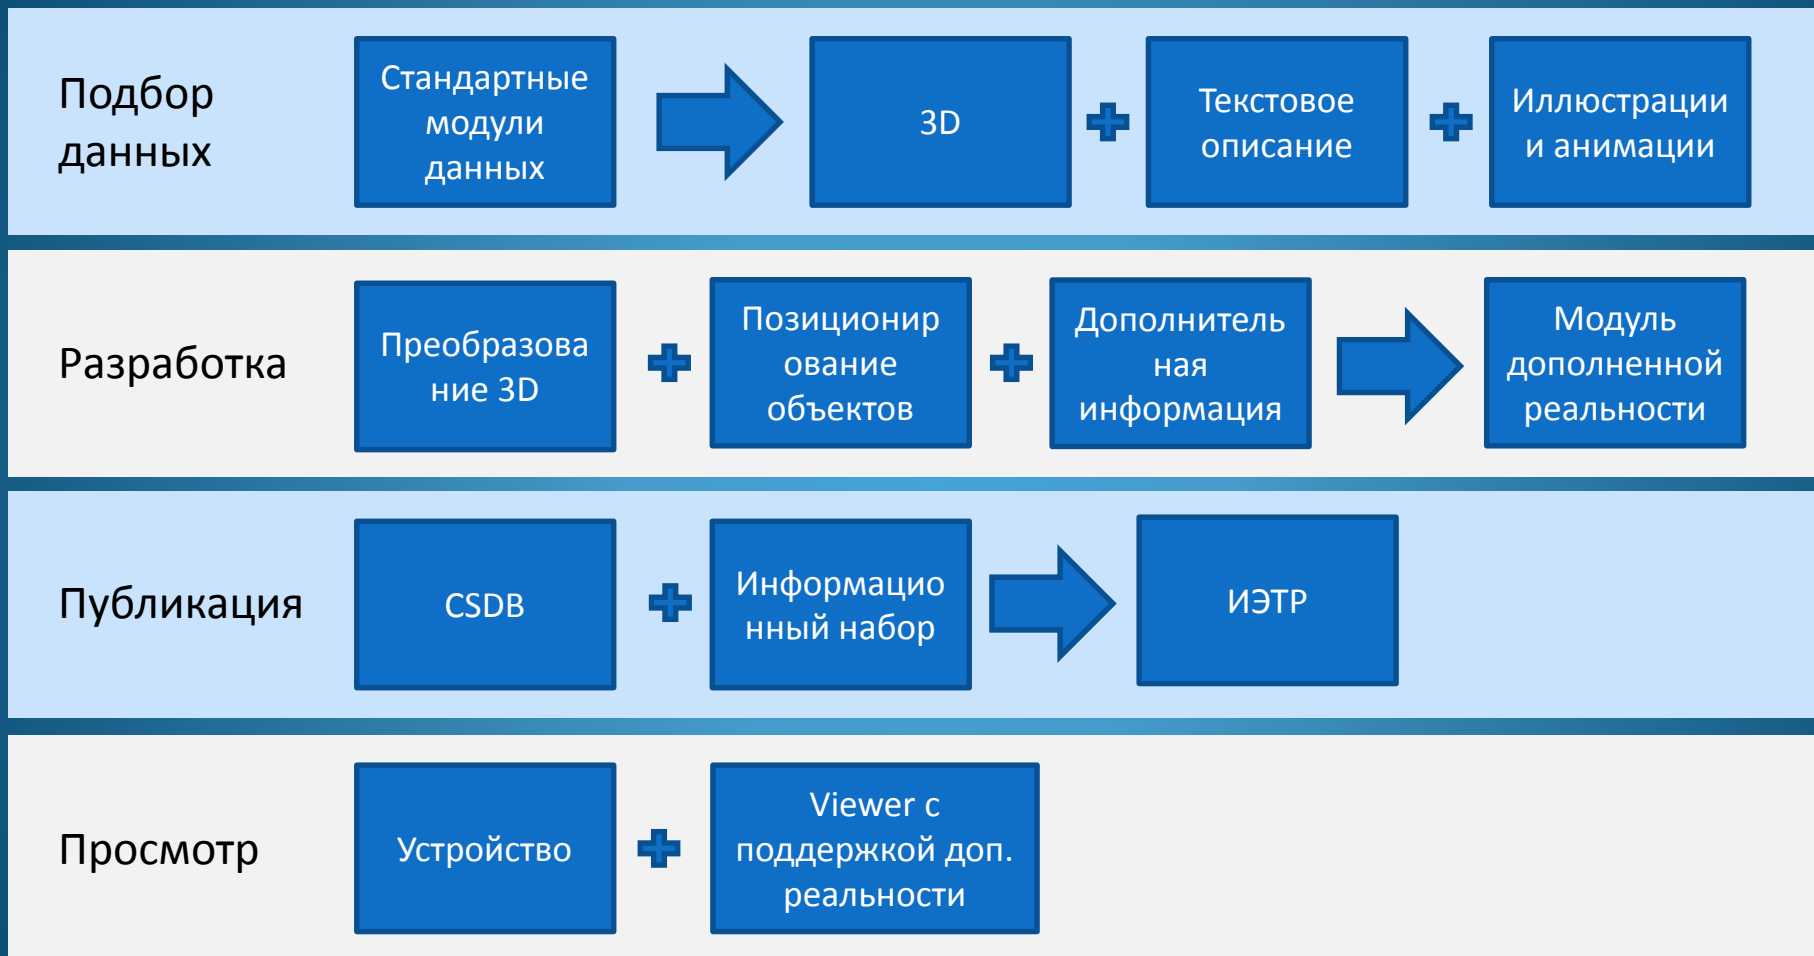 Подбор
данных
Стандартные
модули
данных
3D
Текстовое
описание
Иллюстрации
и анимации
Разработка
Преобразова
ние 3D
Позиционир
ование
объектов
Дополнитель
ная
информация
Модуль
дополненной
реальности
Публикация
CSDB
Информацио
нный набор
ИЭТР
Просмотр
Устройство
Viewer с
поддержкой доп.
реальности